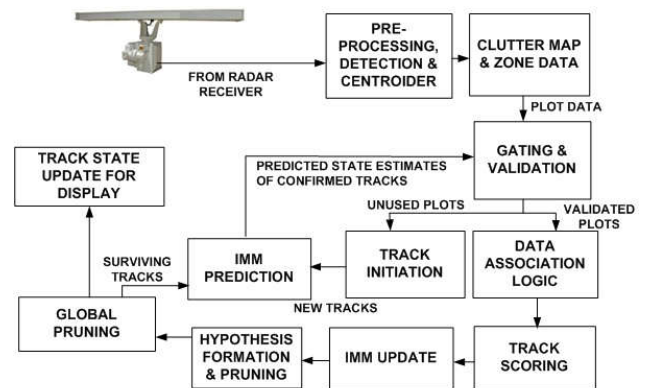 PRE-
PROCESSING,
DETECTION &
CENTROIDER
CLUTTER MAP
& ZONE DATA
FROM RADAR
RECEIVER
PLOT DATA
GATING &
VALIDATION
TRACK STATE
UPDATE FOR
DISPLAY
PREDICTED STATE ESTIMATES
OF CONFIRMED TRACKS
UNUSED PLOTS
VALIDATED
PLOTS
SURVIVING
TRACKS
IMM
PREDICTION
TRACK
INITIATION
DATA
ASSOCIATION
LOGIC
NEW TRACKS
GLOBAL
PRUNING
HYPOTHESIS
FORMATION
& PRUNING
IMM UPDATE
TRACK
SCORING